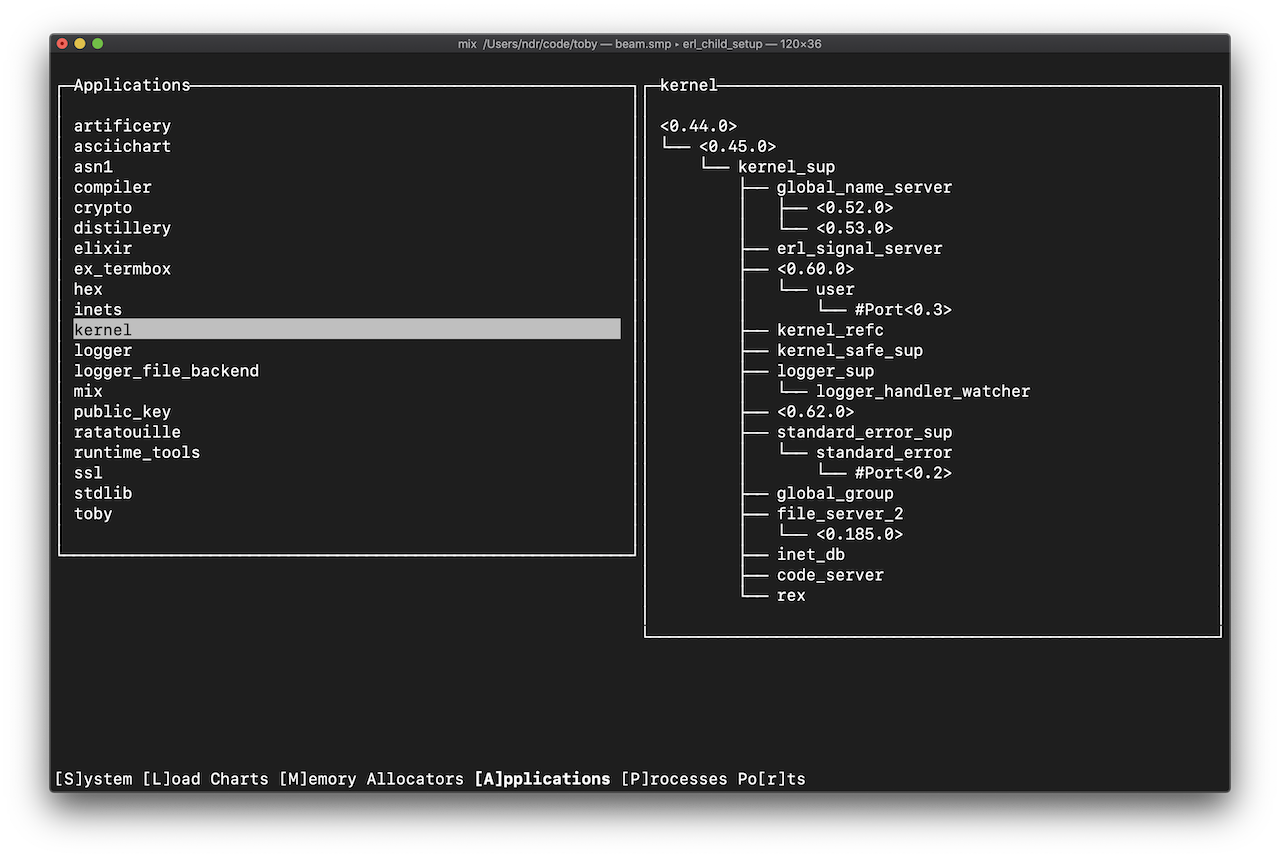 mix /Users/ndr/code/toby — beam.smp ▸ erl_child_setup — 120×36
Applications
artificery
asciichart
asn1
compiler
crypto
distillery
elixir
ex_termbox
hex
inets
kernel
logger
logger_file_backend
mix
public_key
ratatouille
runtime_tools
ssl
stdlib
toby
kernel
<0.44.0>
└── <0.45.0>
    └── kernel_sup
        ├── global_name_server
        │   ├── <0.52.0>
        │   └── <0.53.0>
        ├── erl_signal_server
        ├── <0.60.0>
        │   └── user
        │       └── #Port<0.3>
        ├── kernel_refc
        ├── kernel_safe_sup
        ├── logger_sup
        │   └── logger_handler_watcher
        ├── <0.62.0>
        ├── standard_error_sup
        │   └── standard_error
        │       └── #Port<0.2>
        ├── global_group
        ├── file_server_2
        │   └── <0.185.0>
        ├── inet_db
        ├── code_server
        └── rex
[S]ystem [L]oad Charts [M]emory Allocators [A]pplications [P]rocesses Po[r]ts